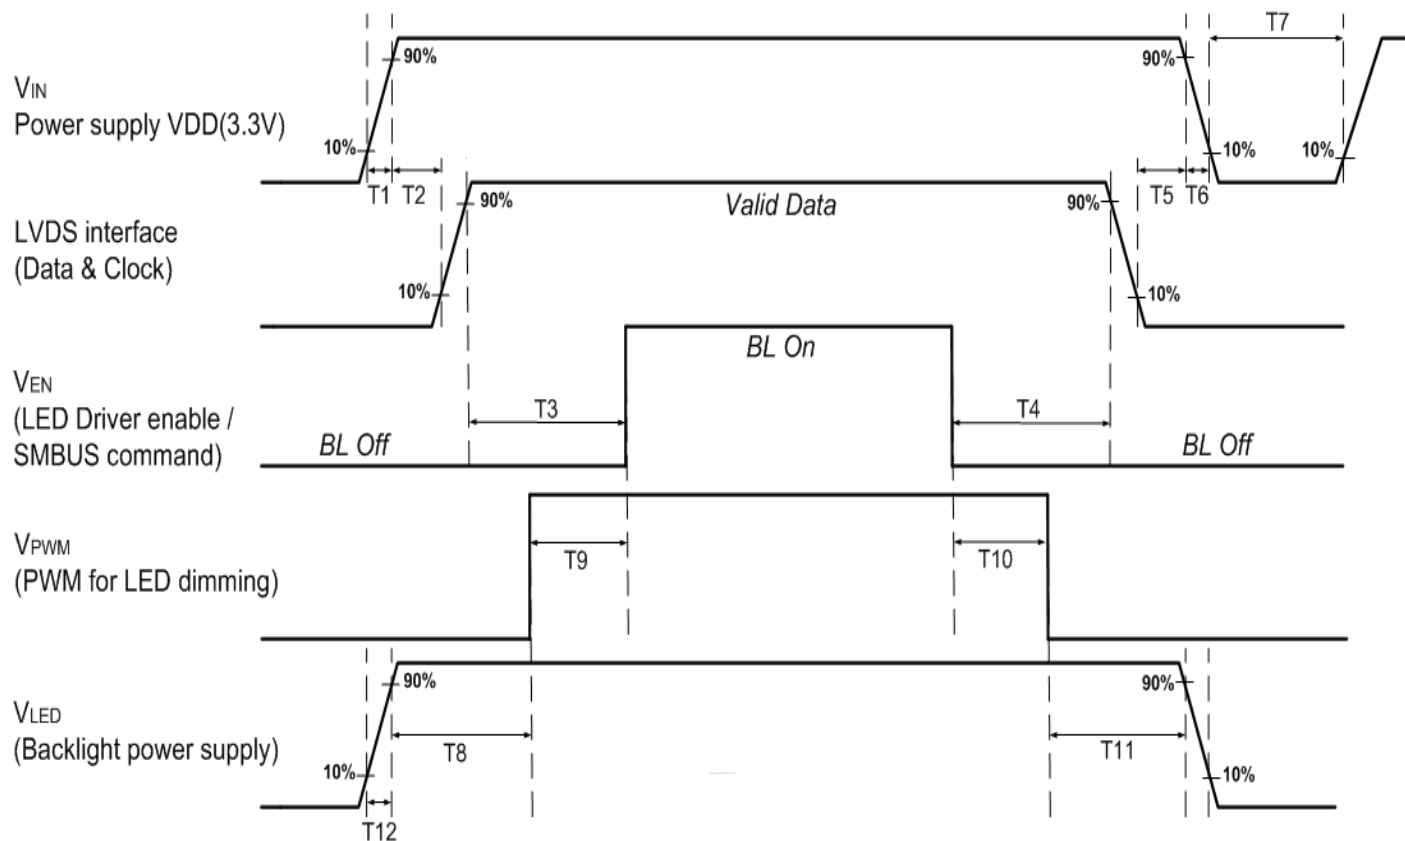 T7
90%
90%
VIN
Power supply VDD(3.3V)
10%
10%
10%
T1
T2
T5
T6
90%
Valid Data
90%
LVDS interface
(Data & Clock)
10%
10%
BL On
VEN
(LED Driver enable /
SMBUS command)
T3
T4
BL Off
BL Off
VPWM
(PWM for LED dimming)
T9
T10
90%
90%
VLED
(Backlight power supply)
T8
T11
10%
10%
T12